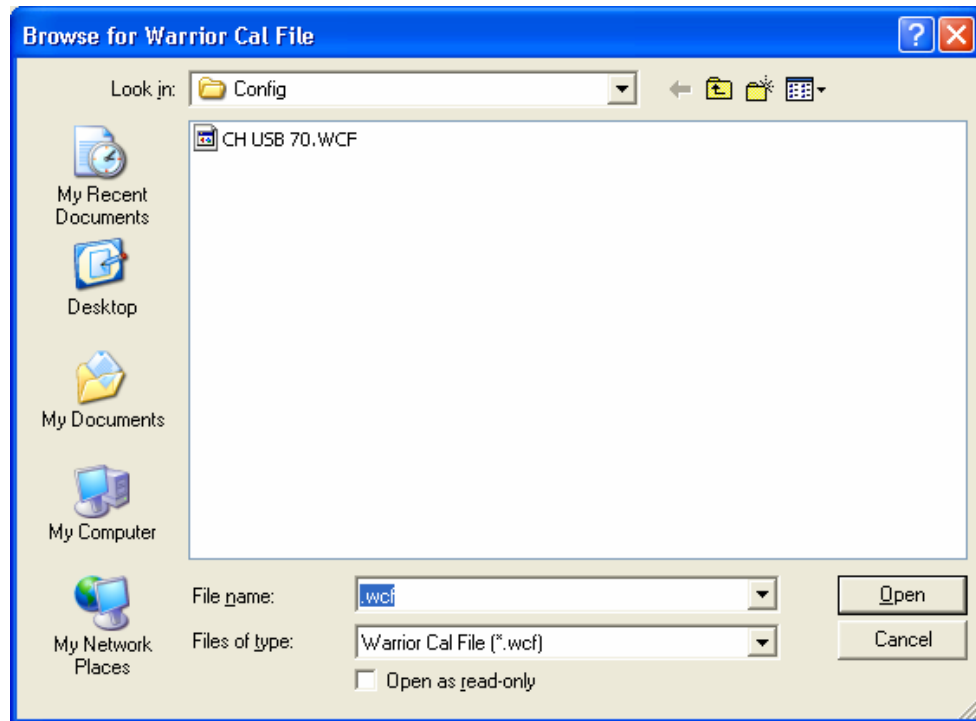 Browse for Warrior Cal File
Look in: Config
CH USB 70.WCF
My Recent
Documents
Desktop
My Documents
My Computer
My Network
Places
File name: .wcf Open
Files of type: Warrior Cal File (*.wcf) Cancel
Open as read-only